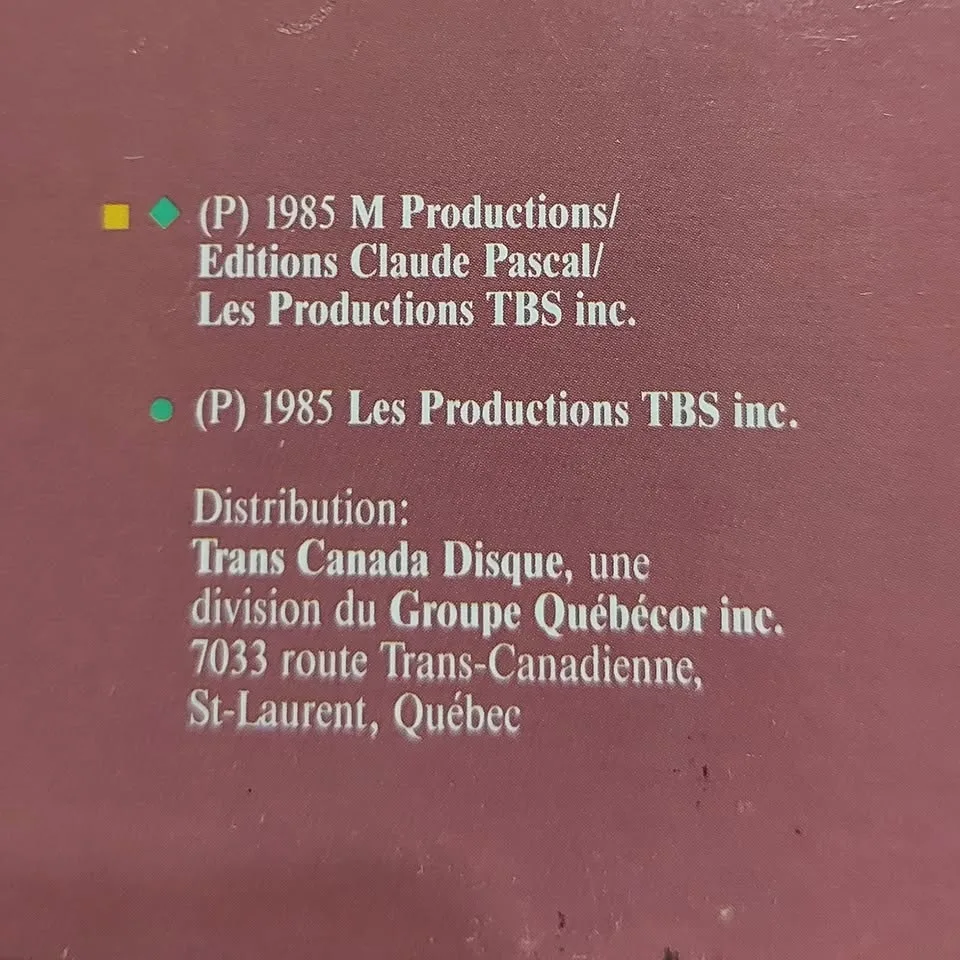 (P) 1985 M Productions/
Editions Claude Pascal/
Les Productions TBS inc.
(P) 1985 Les Productions TBS inc.
Distribution:
Trans Canada Disque, une
division du Groupe Québécor inc.
7033 route Trans-Canadienne,
St-Laurent, Québec